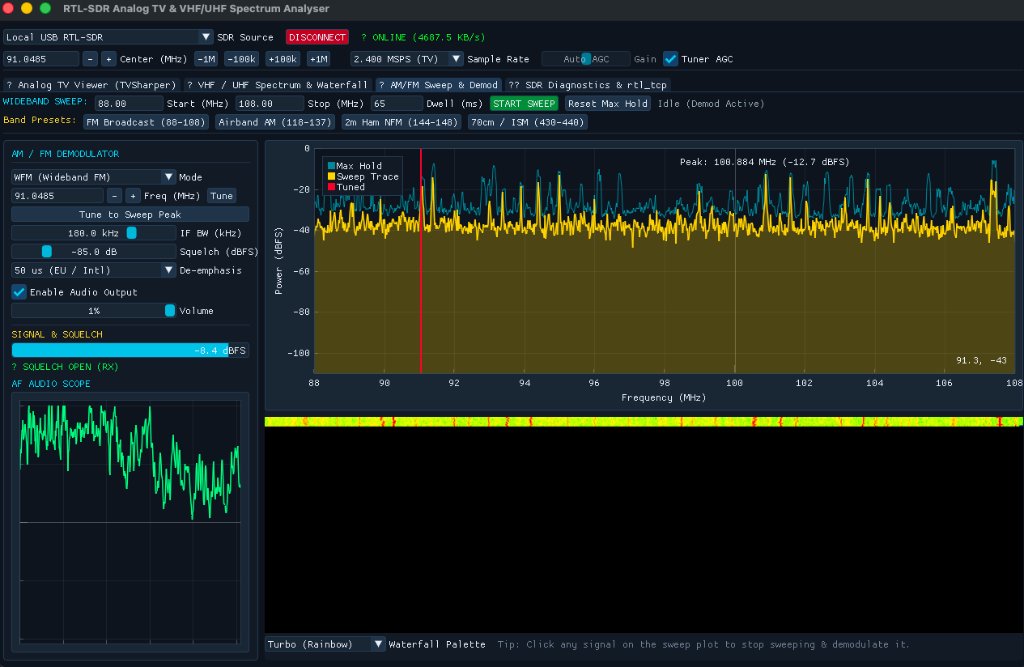 RTL-SDR Analog TV & VHF/UHF Spectrum Analyser
Local USB RTL-SDR SDR Source DISCONNECT ? ONLINE (4687.5 KB/s)
91.0485 - + Center (MHz) -1M -100k +100k +1M 2.400 MSPS (TV) Sample Rate Auto AGC Gain Tuner AGC
? Analog TV Viewer (TVSharper) ? VHF / UHF Spectrum & Waterfall ? AM/FM Sweep & Demod ?? SDR Diagnostics & rtl_tcp
WIDEBAND SWEEP: 88.00 Start (MHz) 108.00 Stop (MHz) 65 Dwell (ms) START SWEEP Reset Max Hold Idle (Demod Active)
Band Presets: FM Broadcast (88-108) Airband AM (118-137) 2m Ham NFM (144-148) 70cm / ISM (430-440)
AM / FM DEMODULATOR
WFM (Wideband FM) Mode
91.0485 - + Freq (MHz) Tune
Tune to Sweep Peak
180.0 kHz IF BW (kHz)
-85.0 dB Squelch (dBFS)
50 us (EU / Intl) De-emphasis
Enable Audio Output
1% Volume
SIGNAL & SQUELCH
-8.4 dBFS
? SQUELCH OPEN (RX)
AF AUDIO SCOPE
Max Hold
Sweep Trace
Tuned
Peak: 100.884 MHz (-12.7 dBFS)
Power (dBFS)
0
-20
-40
-60
-80
-100
91.3, -43
88 90 92 94 96 98 100 102 104 106 108
Frequency (MHz)
Turbo (Rainbow) Waterfall Palette Tip: Click any signal on the sweep plot to stop sweeping & demodulate it.